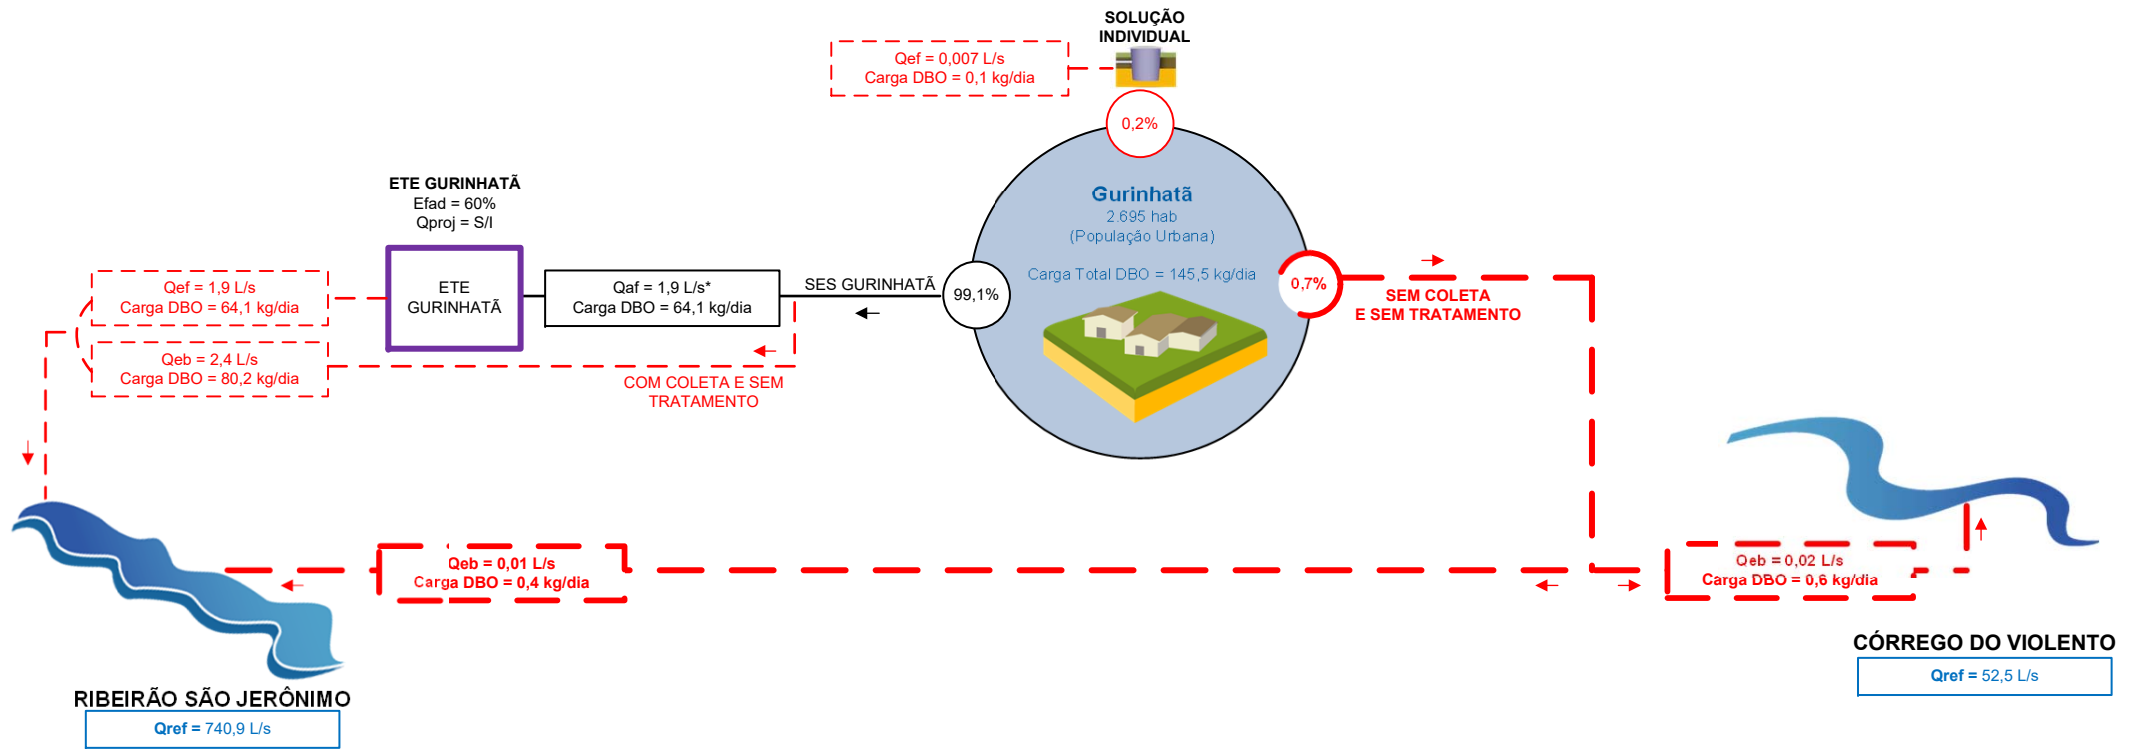 SOLUÇÃO
INDIVIDUAL
Qef = 0,007 L/s
Carga DBO = 0,1 kg/dia
0,2%
ETE GURINHATÃ
Efad = 60%
Qproj = S/I
Gurinhatã
2.695 hab
(População Urbana)
Carga Total DBO = 145,5 kg/dia
Qef = 1,9 L/s
Carga DBO = 64,1 kg/dia
ETE
GURINHATÃ
Qaf = 1,9 L/s*
Carga DBO = 64,1 kg/dia
SES GURINHATÃ
99,1%
0,7%
SEM COLETA
E SEM TRATAMENTO
Qeb = 2,4 L/s
Carga DBO = 80,2 kg/dia
COM COLETA E SEM
TRATAMENTO
Qeb = 0,01 L/s
Carga DBO = 0,4 kg/dia
Qeb = 0,02 L/s
Carga DBO = 0,6 kg/dia
CÓRREGO DO VIOLENTO
Qref = 52,5 L/s
RIBEIRÃO SÃO JERÔNIMO
Qref = 740,9 L/s